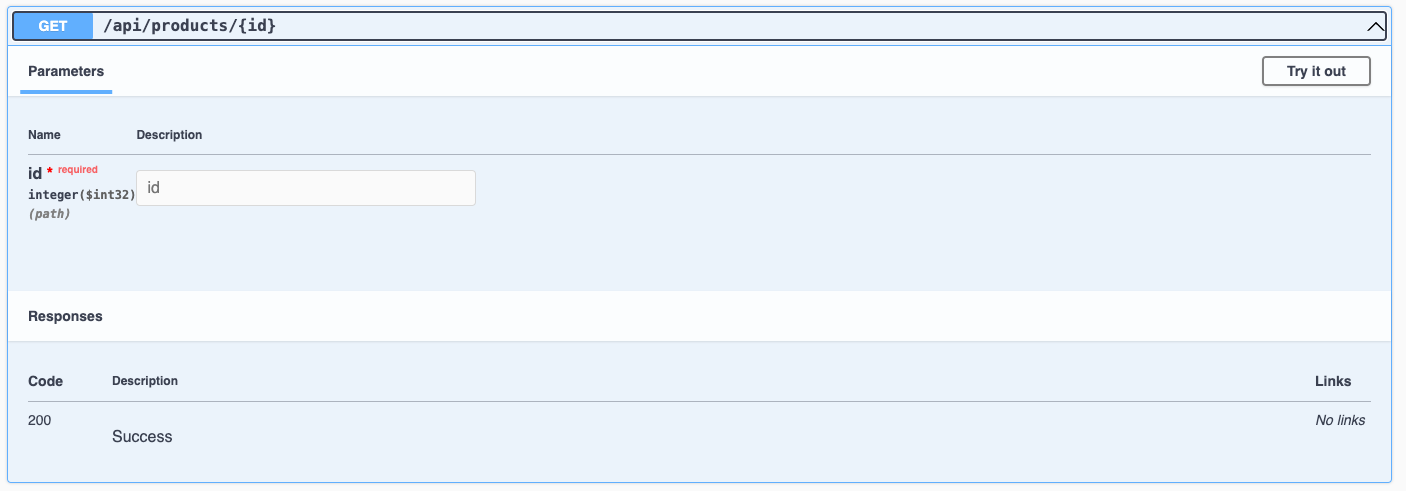 GET /api/products/{id}
Parameters
Try it out
Name Description
id * required
integer($int32)
(path)
id
Responses
Code Description Links
200
Success
No links